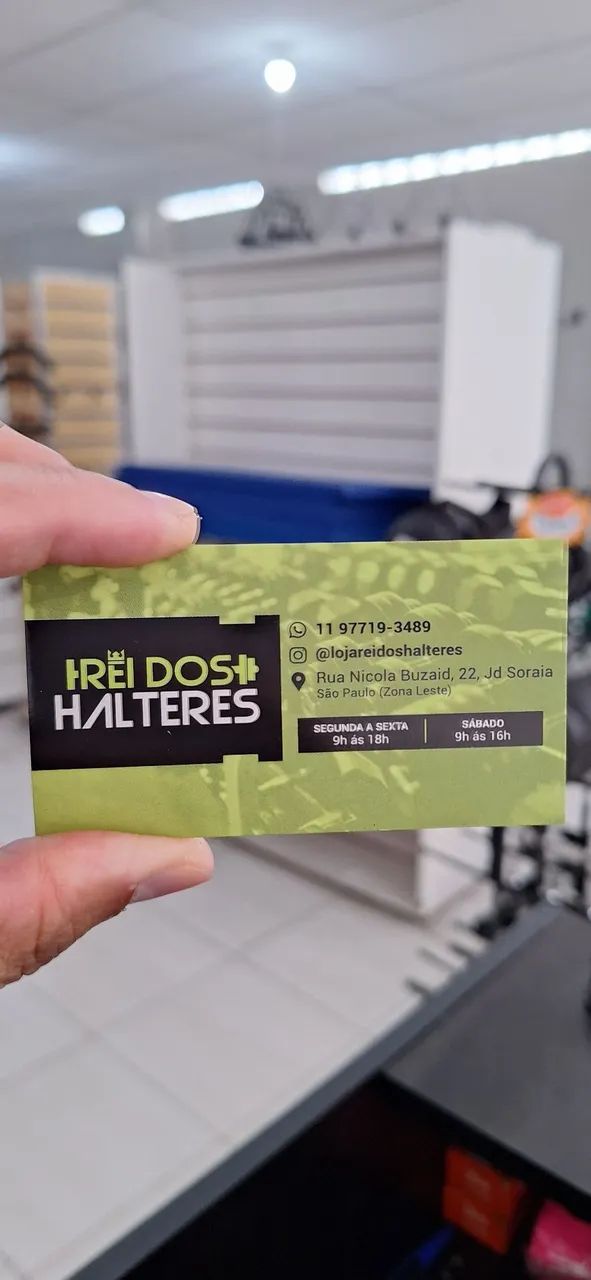 REI DOS
HALTERES
11 97719-3489
@lojareidoshalteres
Rua Nicola Buzaid, 22, Jd Soraia
São Paulo (Zona Leste)
SEGUNDA A SEXTA
9h ás 18h
SÁBADO
9h ás 16h